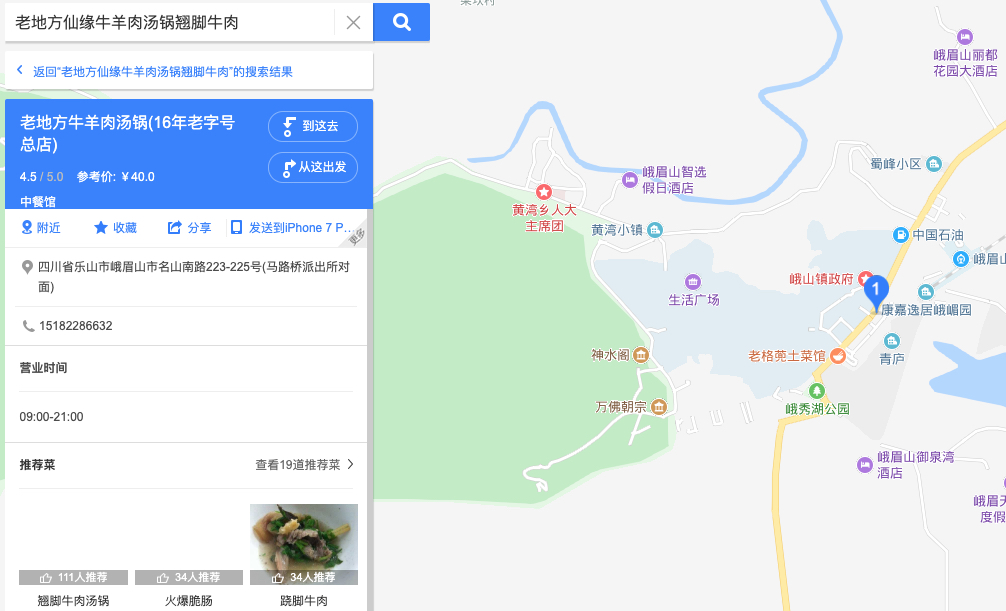 老地方仙缘牛羊肉汤锅翘脚牛肉
返回"老地方仙缘牛羊肉汤锅翘脚牛肉"的搜索结果
老地方牛羊肉汤锅(16年老字号
总店)
到这去
从这出发
4.5 / 5.0 参考价: ¥40.0
中餐馆
附近
收藏
分享
发送到iPhone 7 P...
更多
四川省乐山市峨眉山市名山南路223-225号(马路桥派出所对
面)
15182286632
营业时间
09:00-21:00
推荐菜
查看19道推荐菜
111人推荐
34人推荐
34人推荐
翘脚牛肉汤锅
火爆脆肠
跷脚牛肉
峨眉山丽都
花园大酒店
蜀峰小区
峨眉山智选
假日酒店
黄湾乡人大
主席团
黄湾小镇
中国石油
峨眉山
峨山镇政府
1
生活广场
康嘉逸居峨嵋园
神水阁
老格蔸土菜馆
青庐
万佛朝宗
峨秀湖公园
峨眉山御泉湾
酒店
峨眉天
度假